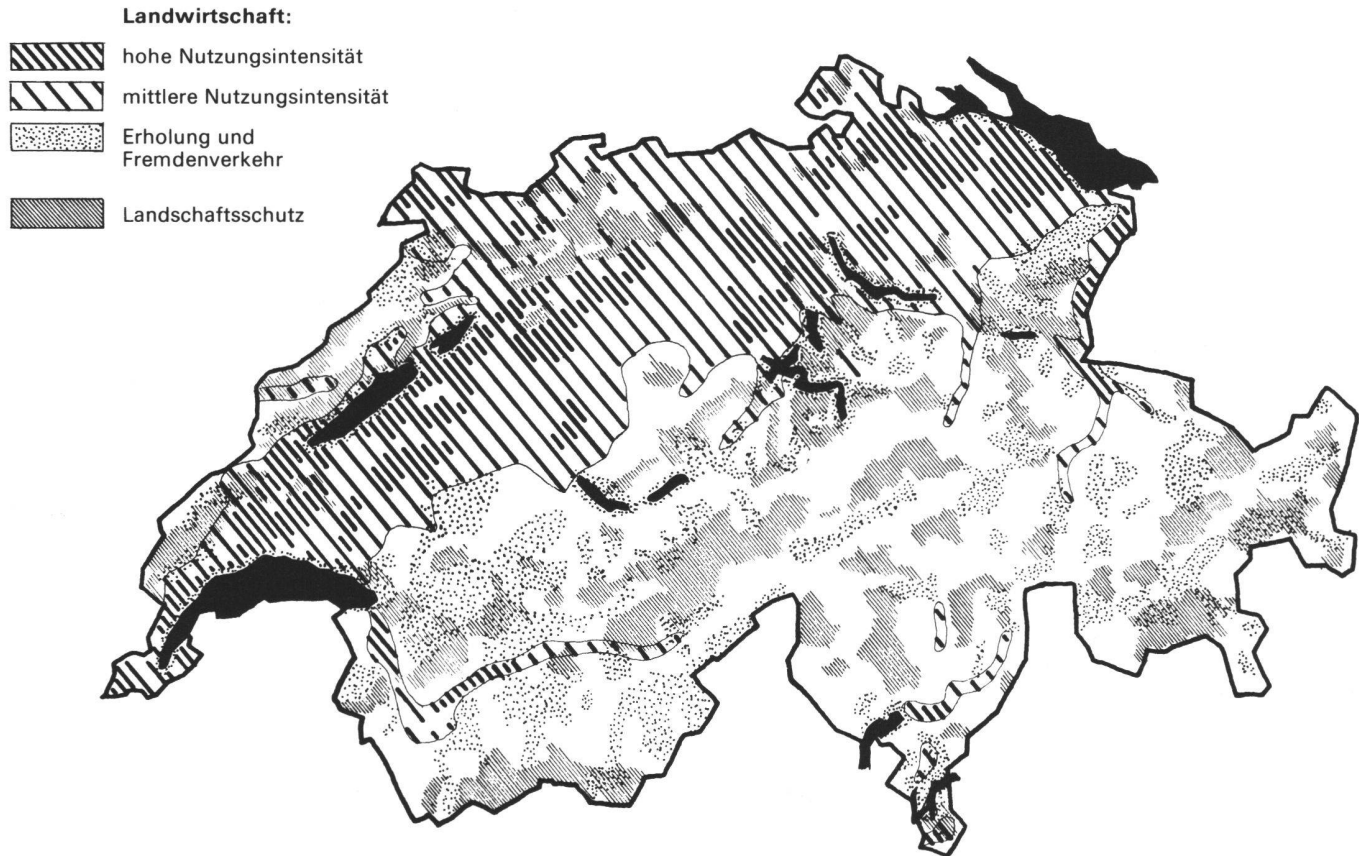 Landwirtschaft:
hohe Nutzungsintensität
mittlere Nutzungsintensität
Erholung und
Fremdenverkehr
Landschaftsschutz